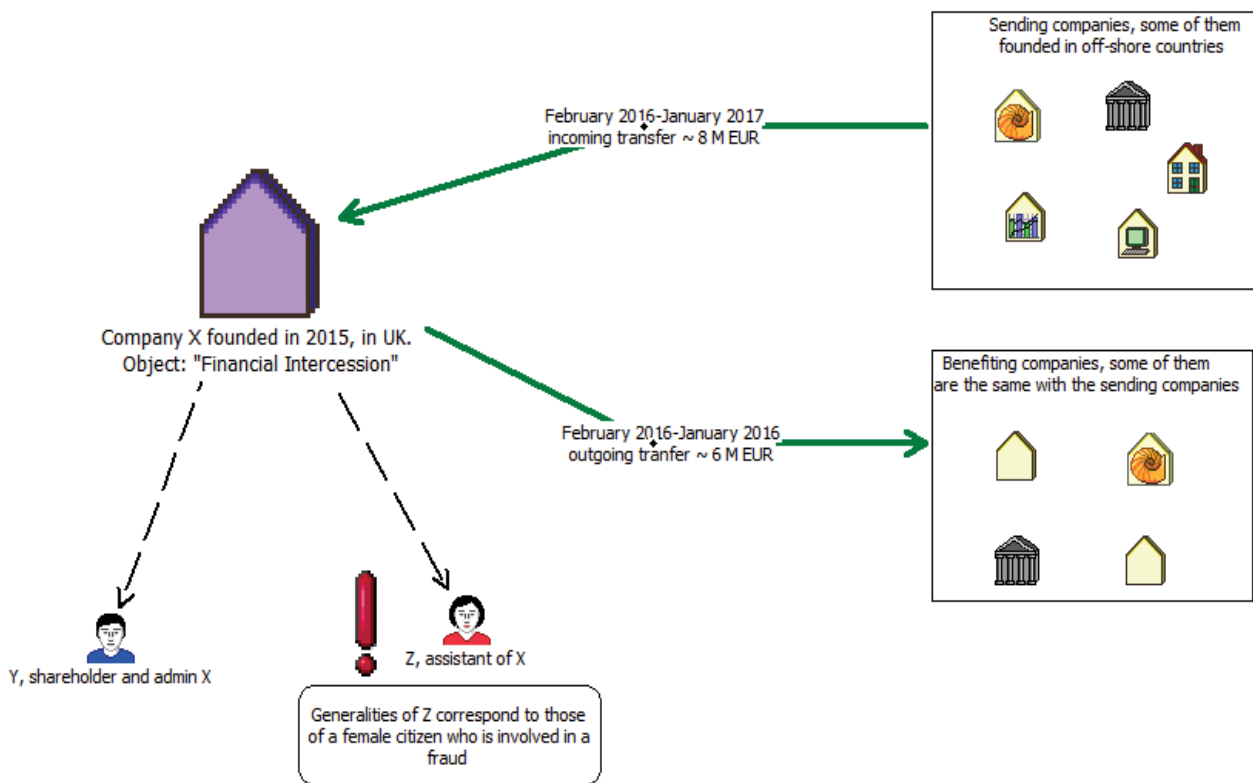 Sending companies, some of them
founded in off-shore countries
February 2016-January 2017
incoming transfer ~ 8 M EUR
Company X founded in 2015, in UK.
Object: "Financial Intercession"
Benefiting companies, some of them
are the same with the sending companies
February 2016-January 2016
outgoing tranfer ~ 6 M EUR
Y, shareholder and admin X
Z, assistant of X
Generalities of Z correspond to those
of a female citizen who is involved in a
fraud